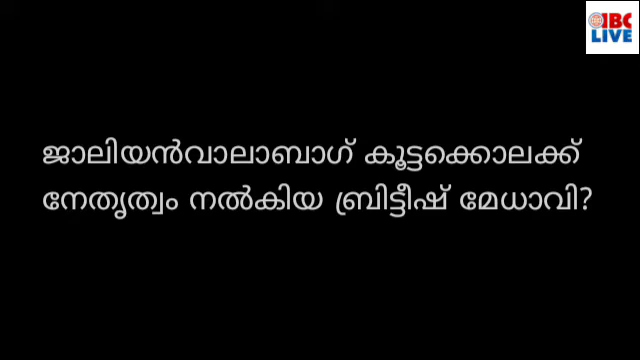 IBC
LIVE
ജാലിയൻവാലാബാഗ് കൂട്ടക്കൊലക്ക്
നേതൃത്വം നൽകിയ ബ്രിട്ടീഷ് മേധാവി?